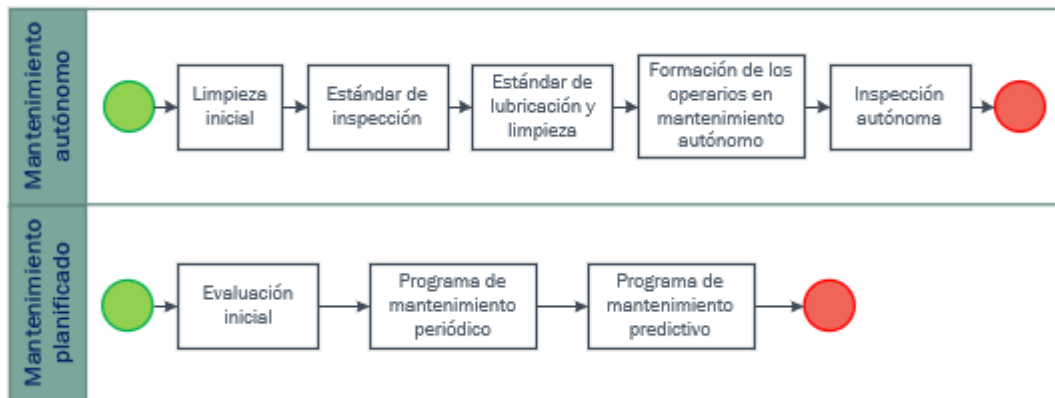 Mantenimiento
autónomo
Limpieza
inicial
Estándar de
inspección
Estándar de
lubricación y
limpieza
Formación de los
operarios en
mantenimiento
autónomo
Inspección
autónoma
Mantenimiento
planificado
Evaluación
inicial
Programa de
mantenimiento
periódico
Programa de
mantenimiento
predictivo